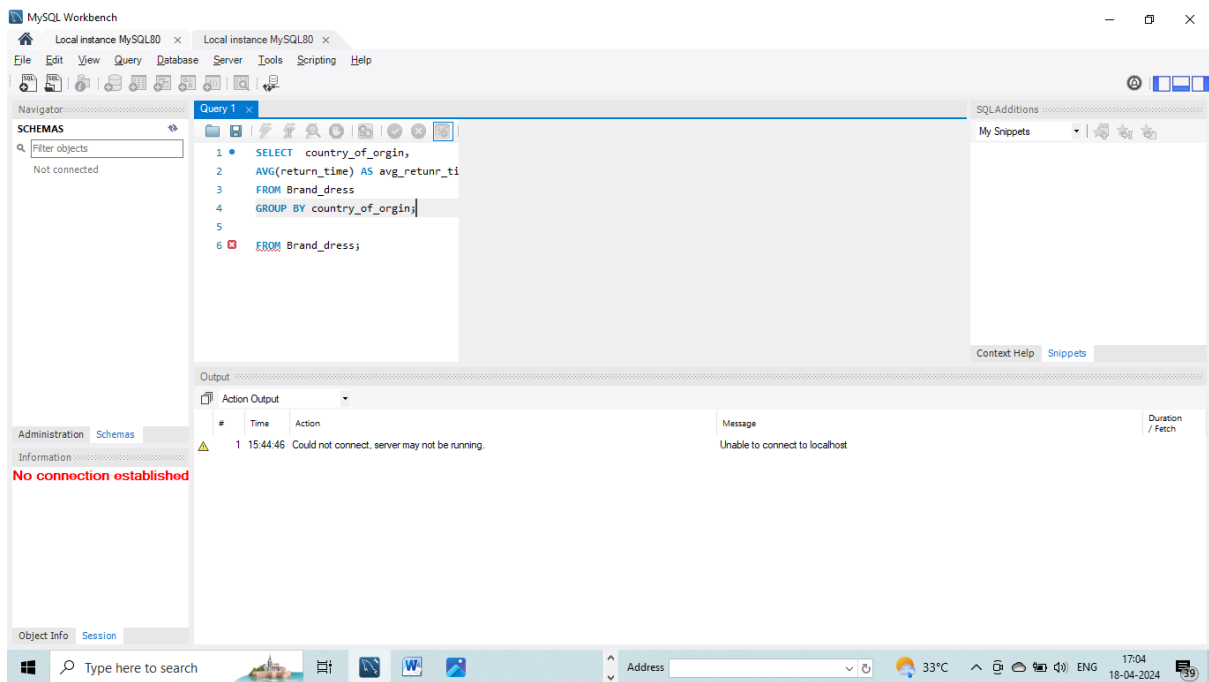 MySQL Workbench
Local instance MySQL80 × Local instance MySQL80 ×
File Edit View Query Database Server Tools Scripting Help
Navigator
SCHEMAS
Filter objects
Not connected
Administration Schemas
Information
No connection established
Object Info Session
Query 1 ×
1 SELECT country_of_orgin,
2 AVG(return_time) AS avg_retunr_ti
3 FROM Brand_dress
4 GROUP BY country_of_orgin;
5
6 FROM Brand_dress;
SQLAdditions
My Snippets
Context Help Snippets
Output
Action Output
# Time Action Message Duration / Fetch
1 15:44:46 Could not connect, server may not be running. Unable to connect to localhost
Type here to search Address 33°C ENG 17:04
18-04-2024 39